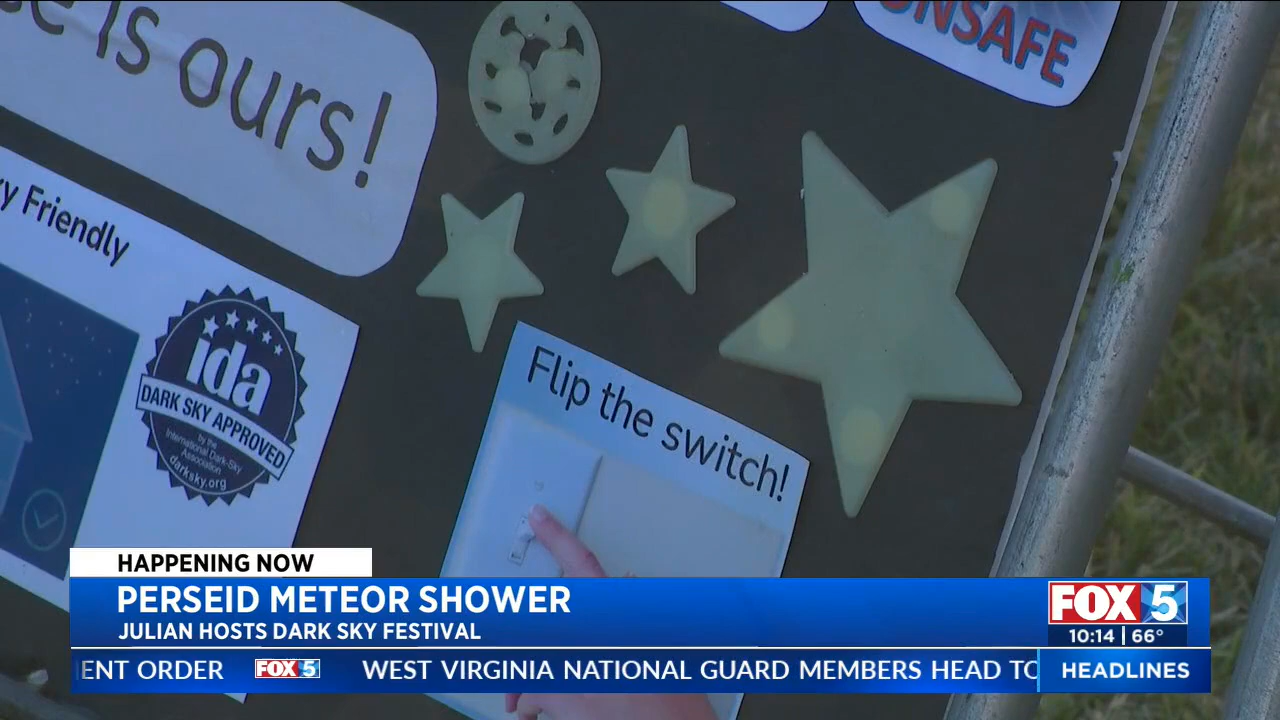 is ours!
NSAFE
Friendly
ida
DARK SKY APPROVED
by the
International Dark-Sky
Association
darksky.org
Flip the switch!
HAPPENING NOW
PERSEID METEOR SHOWER
JULIAN HOSTS DARK SKY FESTIVAL
FOX 5
10:14 | 66°
ENT ORDER FOX 5 WEST VIRGINIA NATIONAL GUARD MEMBERS HEAD TO
HEADLINES